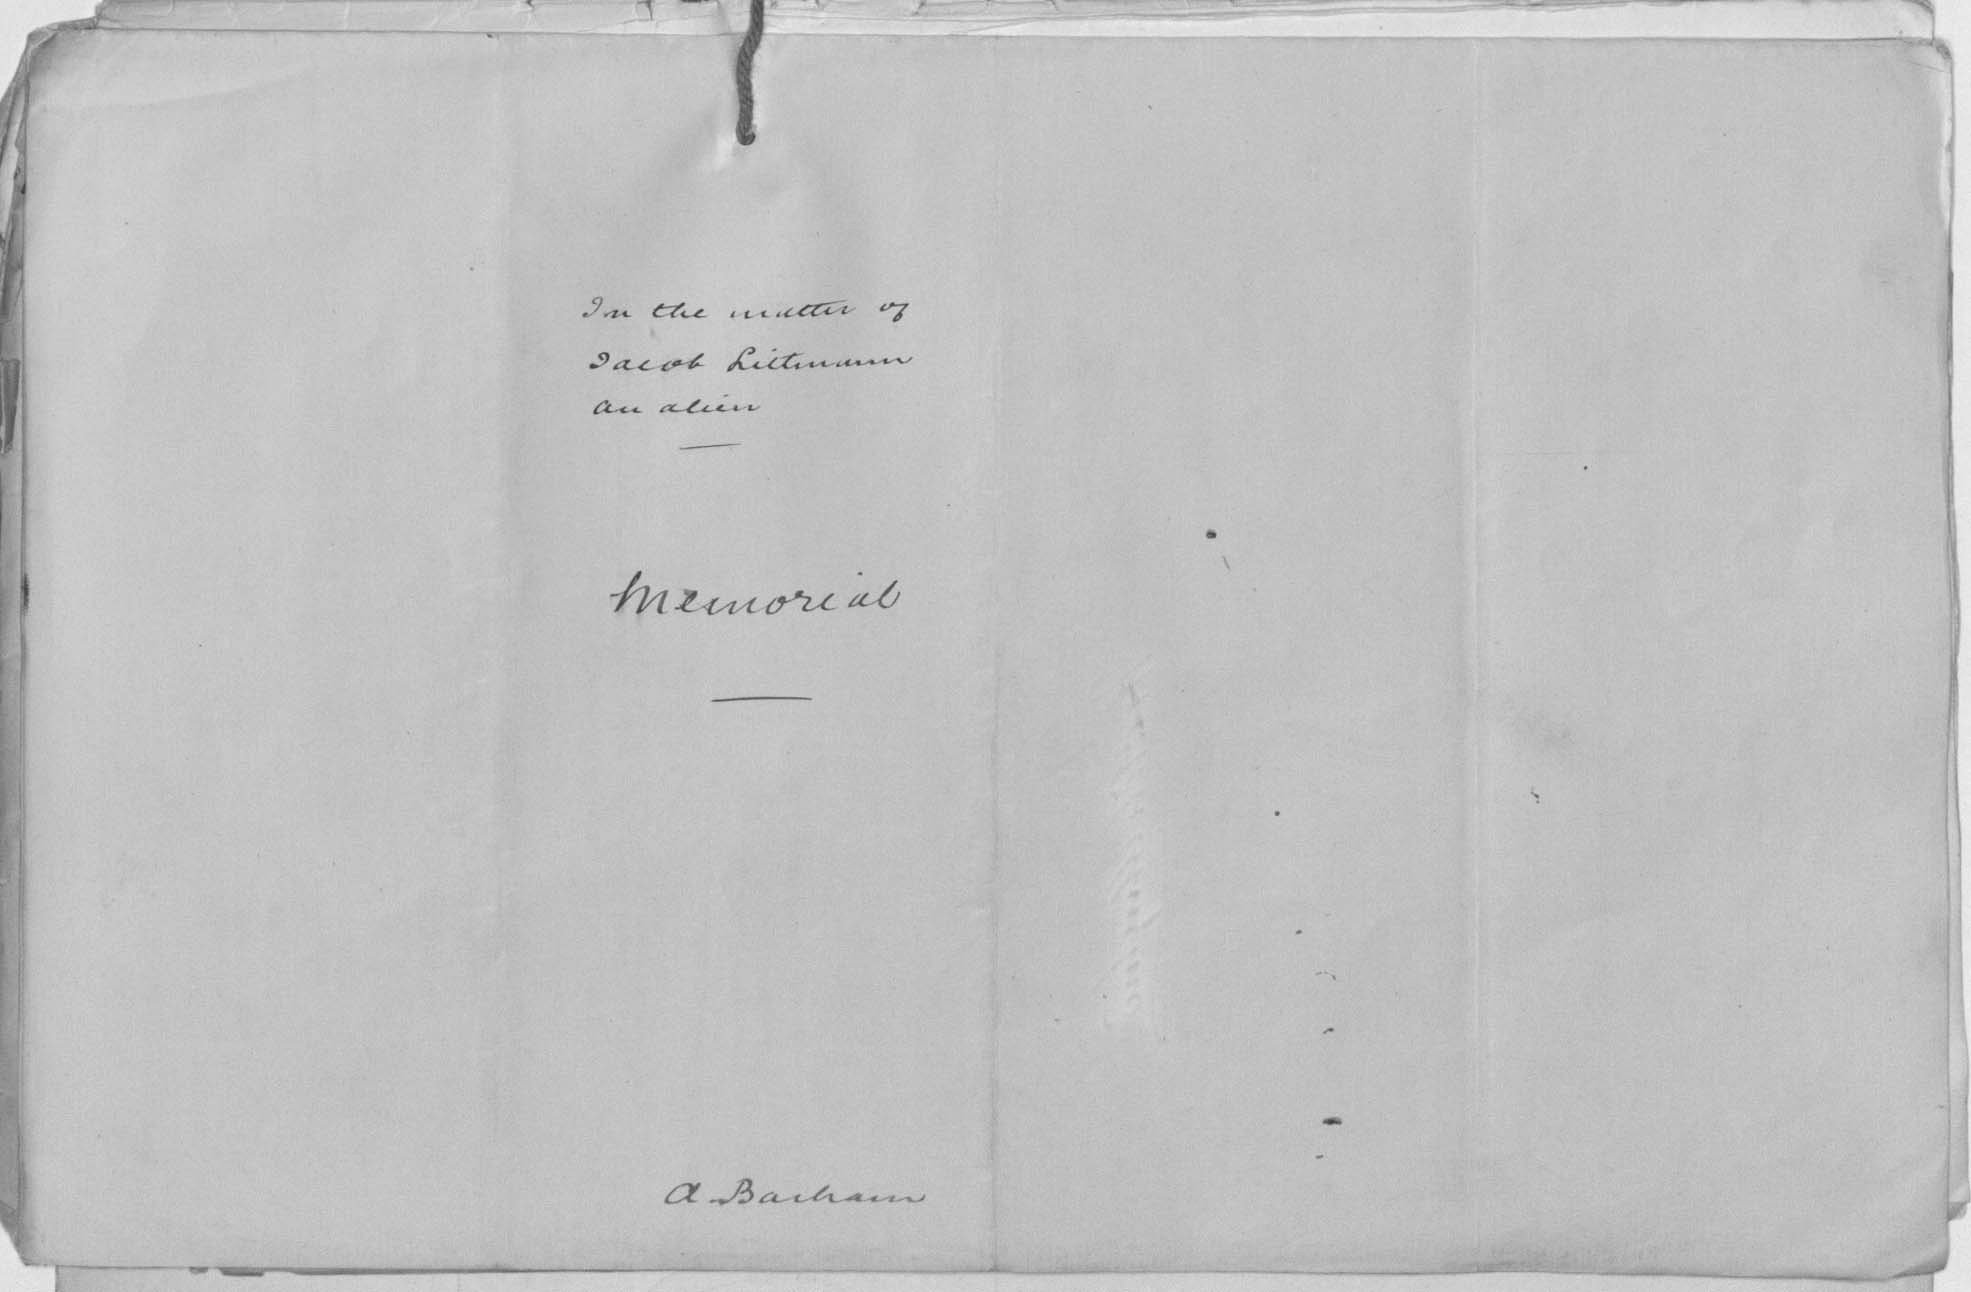 In the matter of
Jacob Littmann
an alien
Memorial
A. Barham